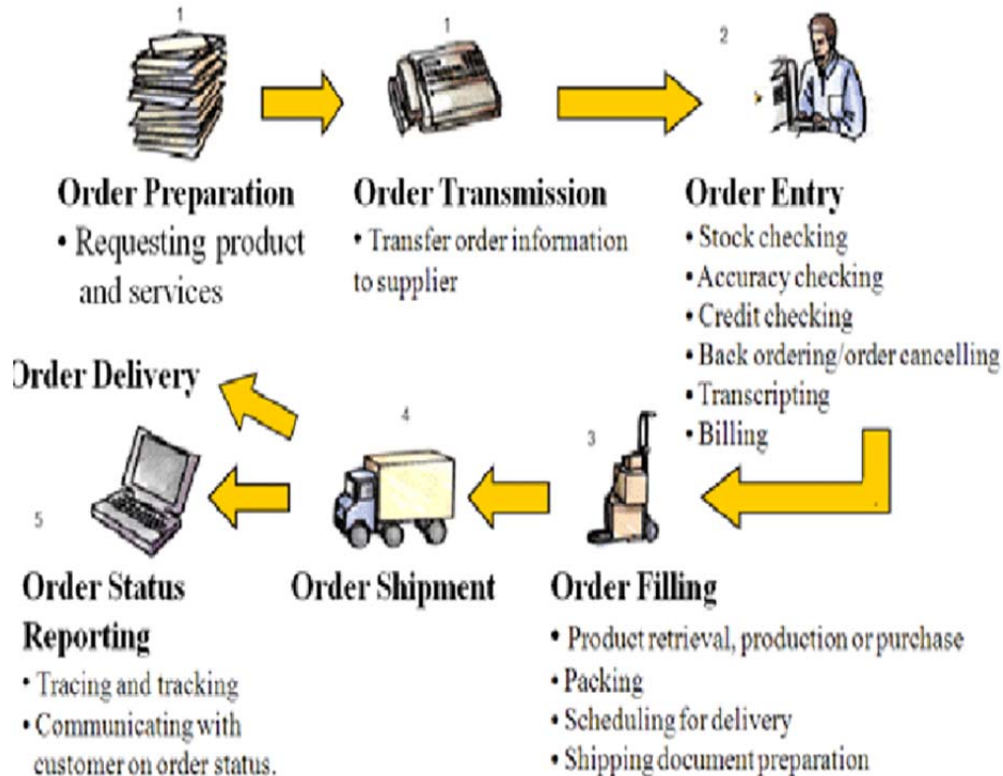 1
1
2
Order Preparation
• Requesting product
and services
Order Transmission
• Transfer order information
to supplier
Order Entry
• Stock checking
• Accuracy checking
• Credit checking
• Back ordering/order cancelling
• Transcripting
• Billing
Order Delivery
3
4
5
Order Filling
• Product retrieval, production or purchase
• Packing
• Scheduling for delivery
• Shipping document preparation
Order Shipment
Order Status
Reporting
• Tracing and tracking
• Communicating with
customer on order status.